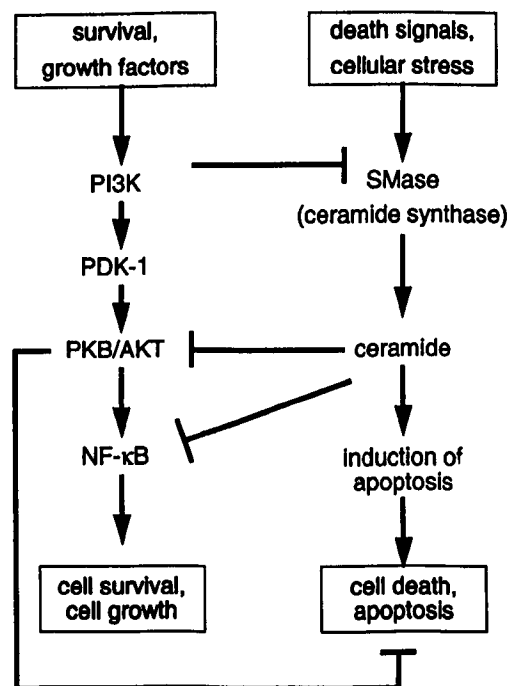 survival,
growth factors
death signals,
cellular stress
PI3K
SMase
(ceramide synthase)
PDK-1
PKB/AKT
ceramide
NF-κB
induction of
apoptosis
cell survival,
cell growth
cell death,
apoptosis